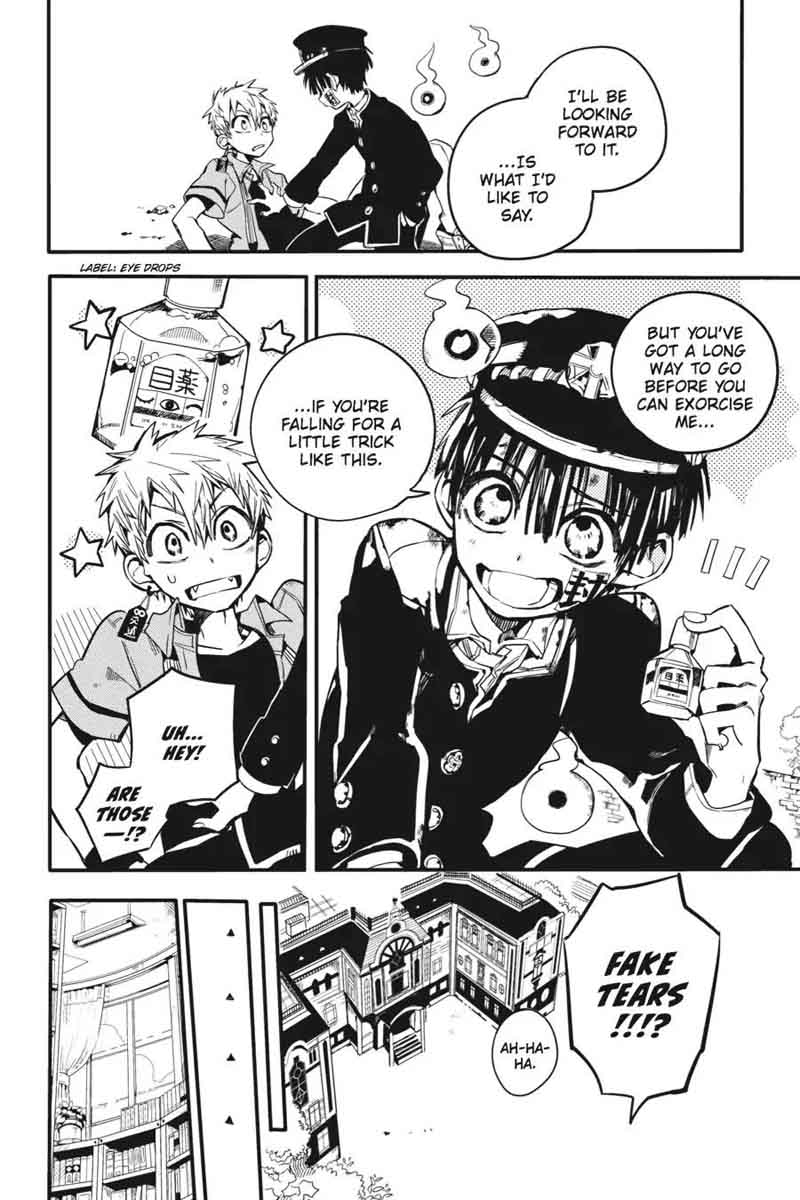 I'LL BE
LOOKING
FORWARD
TO IT.
...IS
WHAT I'D
LIKE TO
SAY.
LABEL: EYE DROPS
BUT YOU'VE
GOT A LONG
WAY TO GO
BEFORE YOU
CAN EXORCISE
ME...
封
目薬
...IF YOU'RE
FALLING FOR A
LITTLE TRICK
LIKE THIS.
目薬
UH...
HEY!
ARE
THOSE
—!?
FAKE
TEARS
!!!?
AH-HA-
HA.